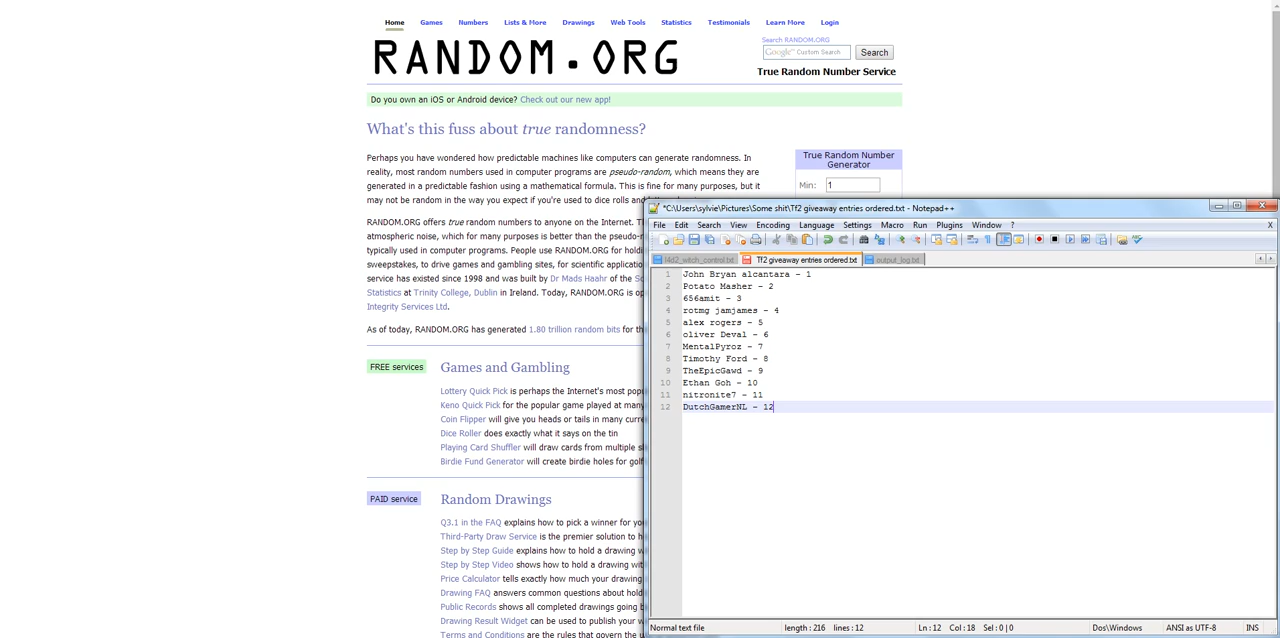 Home Games Numbers Lists & More Drawings Web Tools Statistics Testimonials Learn More Login
RANDOM.ORG
Search RANDOM.ORG
Google™ Custom Search Search
True Random Number Service
Do you own an iOS or Android device? Check out our new app!
What's this fuss about true randomness?
Perhaps you have wondered how predictable machines like computers can generate randomness. In
reality, most random numbers used in computer programs are pseudo-random, which means they are
generated in a predictable fashion using a mathematical formula. This is fine for many purposes, but it
may not be random in the way you expect if you're used to dice rolls and
RANDOM.ORG offers true random numbers to anyone on the Internet. Th
atmospheric noise, which for many purposes is better than the pseudo-r
typically used in computer programs. People use RANDOM.ORG for holdi
sweepstakes, to drive games and gambling sites, for scientific application
service has existed since 1998 and was built by Dr Mads Haahr of the Sc
Statistics at Trinity College, Dublin in Ireland. Today, RANDOM.ORG is op
Integrity Services Ltd.
As of today, RANDOM.ORG has generated 1.80 trillion random bits for th
True Random Number
Generator
Min: 1
FREE services
Games and Gambling
Lottery Quick Pick is perhaps the Internet's most popu
Keno Quick Pick for the popular game played at many
Coin Flipper will give you heads or tails in many curre
Dice Roller does exactly what it says on the tin
Playing Card Shuffler will draw cards from multiple s
Birdie Fund Generator will create birdie holes for golf
PAID service
Random Drawings
Q3.1 in the FAQ explains how to pick a winner for yo
Third-Party Draw Service is the premier solution to h
Step by Step Guide explains how to hold a drawing w
Step by Step Video shows how to hold a drawing wit
Price Calculator tells exactly how much your drawing
Drawing FAQ answers common questions about hold
Public Records shows all completed drawings going b
Drawing Result Widget can be used to publish your w
Terms and Conditions are the rules that govern the u
*C:\Users\sylvie\Pictures\Some shit\Tf2 giveaway entries ordered.txt - Notepad++
File Edit Search View Encoding Language Settings Macro Run Plugins Window ? X
l4d2_witch_control.txt Tf2 giveaway entries ordered.txt output_log.txt
1 John Bryan alcantara - 1
2 Potato Masher - 2
3 656amit - 3
4 rotmg jamjames - 4
5 alex rogers - 5
6 oliver Deval - 6
7 MentalPyroz - 7
8 Timothy Ford - 8
9 TheEpicGawd - 9
10 Ethan Goh - 10
11 nitronite7 - 11
12 DutchGamerNL - 12
Normal text file length : 216 lines : 12 Ln : 12 Col : 18 Sel : 0 | 0 Dos\Windows ANSI as UTF-8 INS